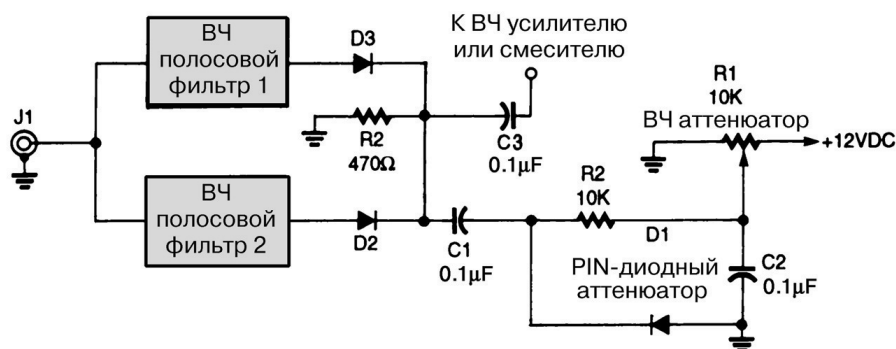 J1
ВЧ
полосовой
фильтр 1
D3
К ВЧ усилителю
или смесителю
R2
470Ω
C3
0.1μF
R1
10K
ВЧ аттенюатор
+12VDC
ВЧ
полосовой
фильтр 2
D2
C1
0.1μF
R2
10K
D1
PIN-диодный
аттенюатор
C2
0.1μF